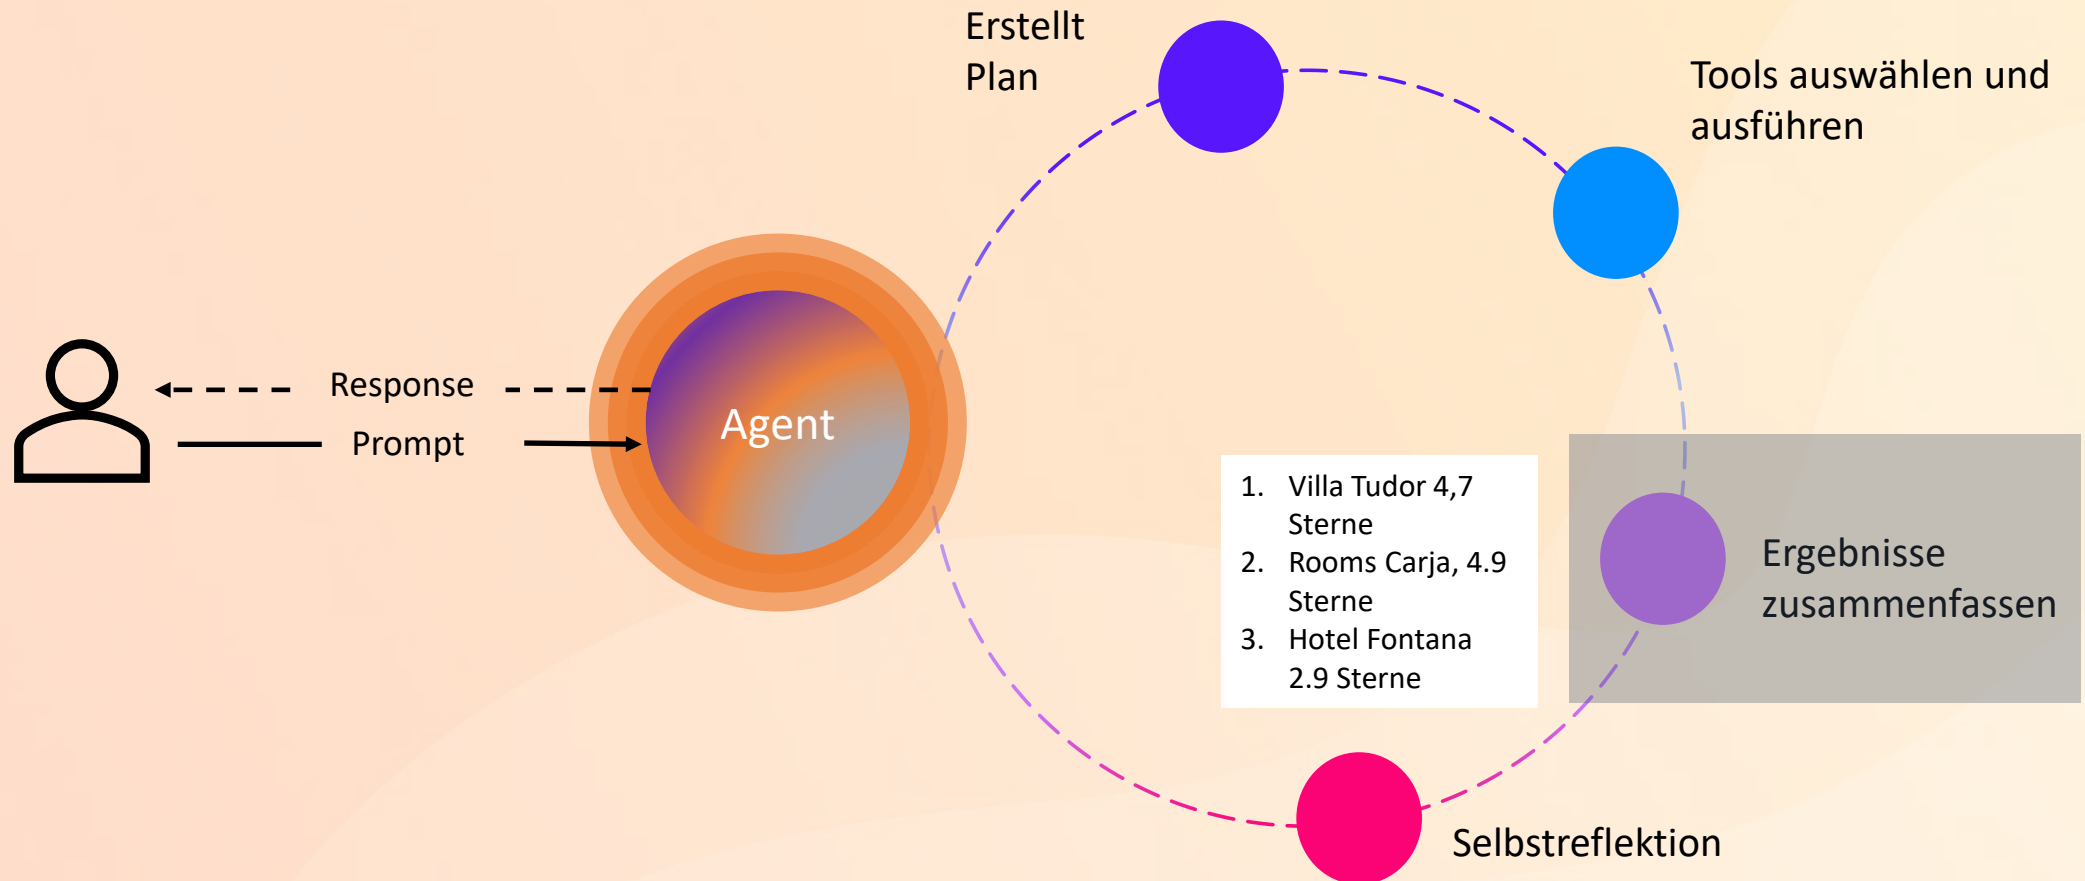 Erstellt
Plan
Tools auswählen und
ausführen
Response
Prompt
Agent
1. Villa Tudor 4,7
Sterne
2. Rooms Carja, 4.9
Sterne
3. Hotel Fontana
2.9 Sterne
Ergebnisse
zusammenfassen
Selbstreflektion